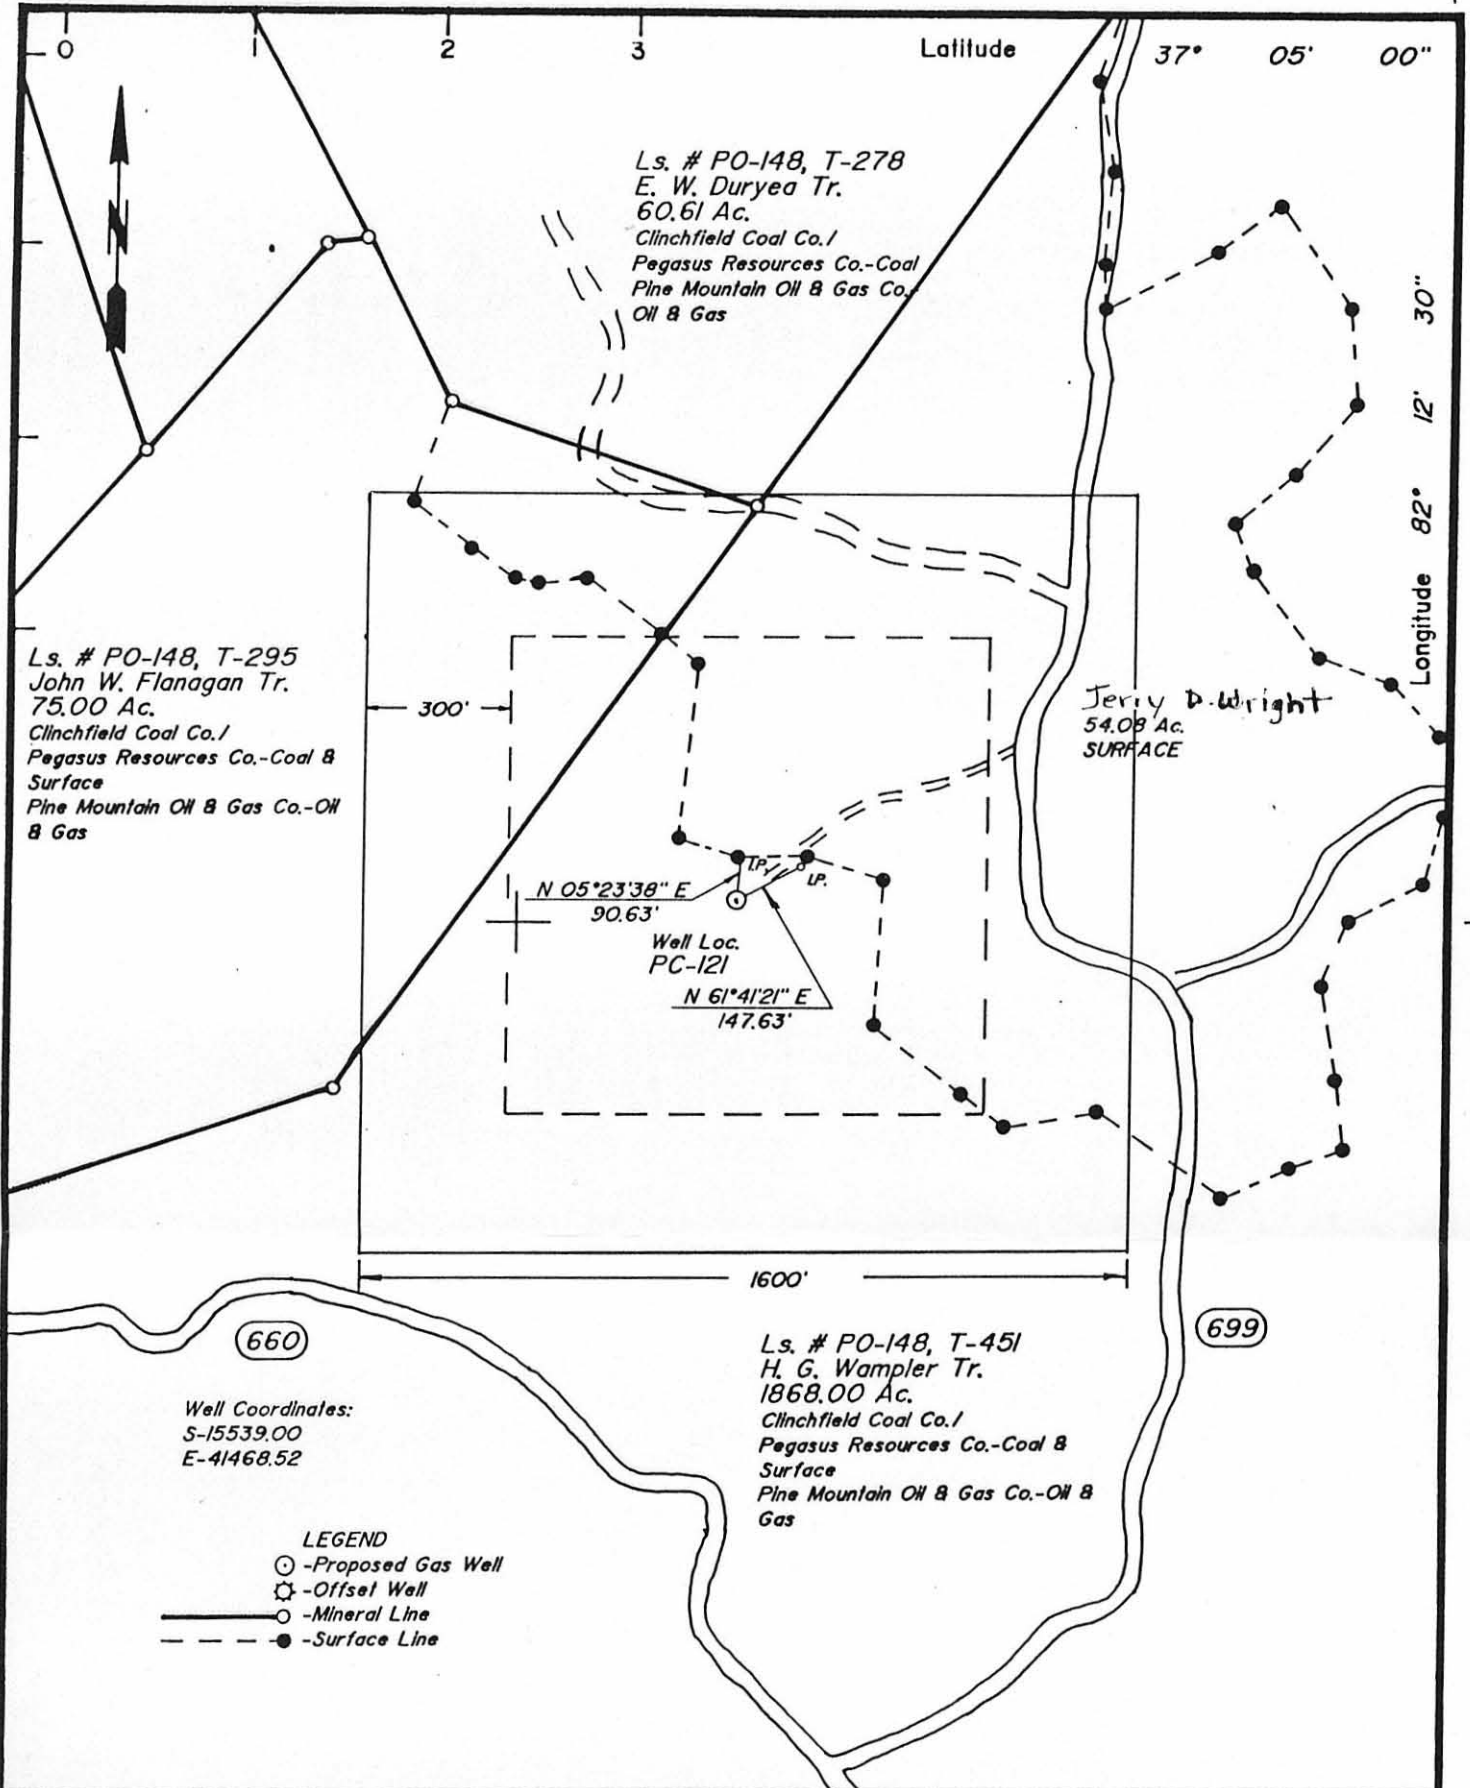 0 1 2 3 Latitude 37° 05' 00"
N
Ls. # PO-148, T-278
E. W. Duryea Tr.
60.61 Ac.
Clinchfield Coal Co./
Pegasus Resources Co.-Coal
Pine Mountain Oil & Gas Co.-
Oil & Gas
Longitude 82° 12' 30"
Ls. # PO-148, T-295
John W. Flanagan Tr.
75.00 Ac.
Clinchfield Coal Co./
Pegasus Resources Co.-Coal &
Surface
Pine Mountain Oil & Gas Co.-Oil
& Gas
300'
Jerry D. Wright
54.08 Ac.
SURFACE
I.P.
I.P.
N 05°23'38" E
90.63'
Well Loc.
PC-121
N 61°41'21" E
147.63'
1600'
660
699
Ls. # PO-148, T-451
H. G. Wampler Tr.
1868.00 Ac.
Clinchfield Coal Co./
Pegasus Resources Co.-Coal &
Surface
Pine Mountain Oil & Gas Co.-Oil &
Gas
Well Coordinates:
S-15539.00
E-41468.52
LEGEND
-Proposed Gas Well
-Offset Well
-Mineral Line
-Surface Line